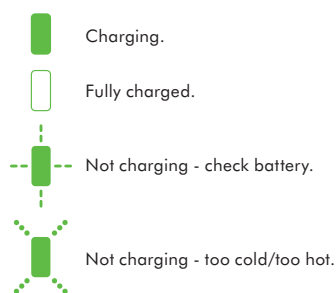 Charging.
Fully charged.
Not charging - check battery.
Not charging - too cold/too hot.